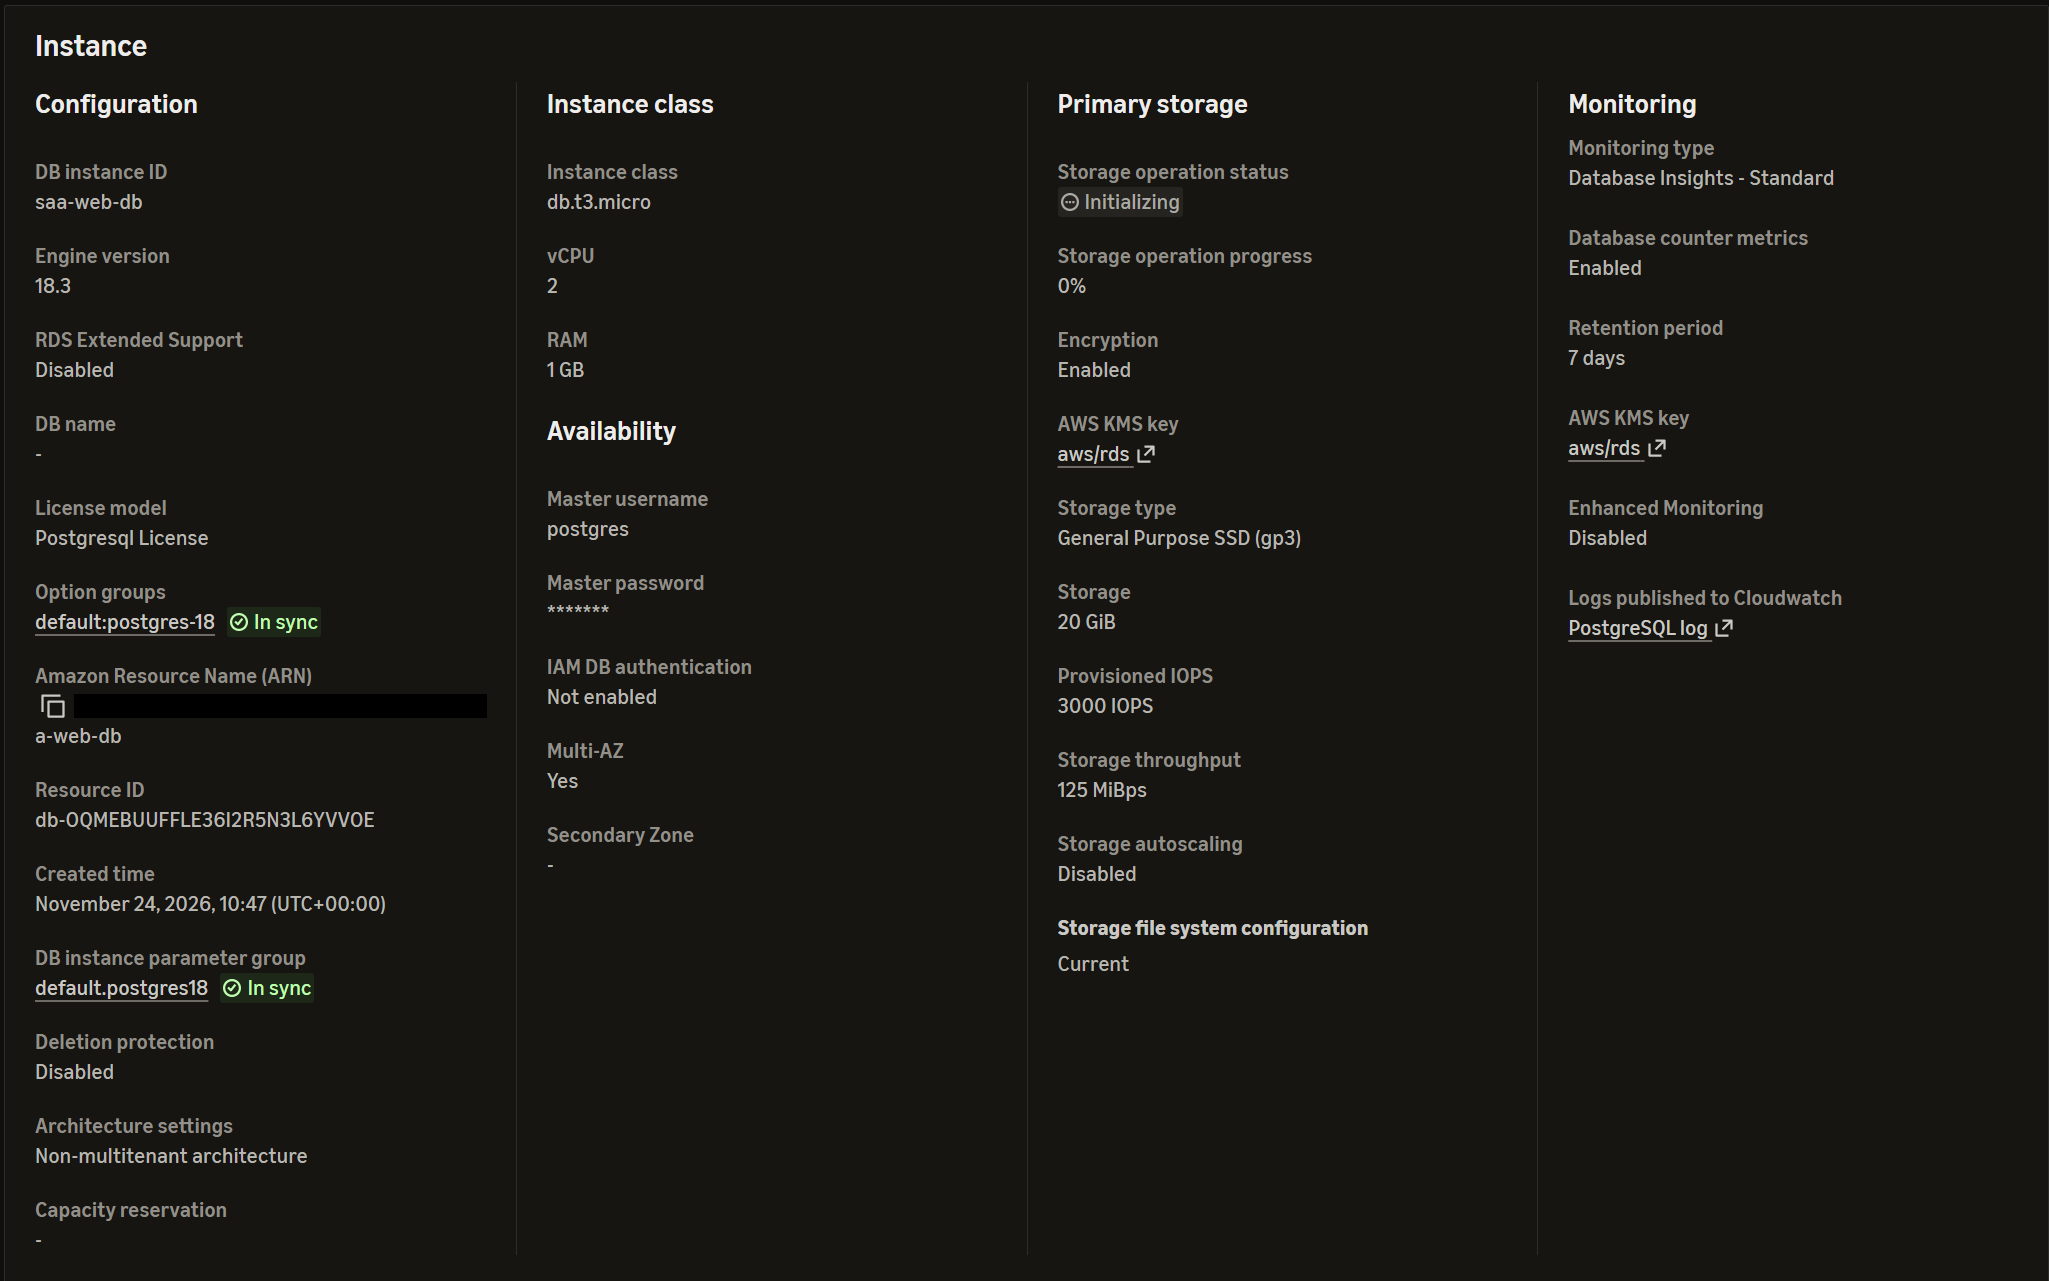 Instance
Configuration
DB instance ID
saa-web-db
Engine version
18.3
RDS Extended Support
Disabled
DB name
-
License model
Postgresql License
Option groups
default:postgres-18 In sync
Amazon Resource Name (ARN)
a-web-db
Resource ID
db-OQMEBUUFFLE36I2R5N3L6YVVOE
Created time
November 24, 2026, 10:47 (UTC+00:00)
DB instance parameter group
default.postgres18 In sync
Deletion protection
Disabled
Architecture settings
Non-multitenant architecture
Capacity reservation
-
Instance class
Instance class
db.t3.micro
vCPU
2
RAM
1 GB
Availability
Master username
postgres
Master password
*******
IAM DB authentication
Not enabled
Multi-AZ
Yes
Secondary Zone
-
Primary storage
Storage operation status
Initializing
Storage operation progress
0%
Encryption
Enabled
AWS KMS key
aws/rds
Storage type
General Purpose SSD (gp3)
Storage
20 GiB
Provisioned IOPS
3000 IOPS
Storage throughput
125 MiBps
Storage autoscaling
Disabled
Storage file system configuration
Current
Monitoring
Monitoring type
Database Insights - Standard
Database counter metrics
Enabled
Retention period
7 days
AWS KMS key
aws/rds
Enhanced Monitoring
Disabled
Logs published to Cloudwatch
PostgreSQL log